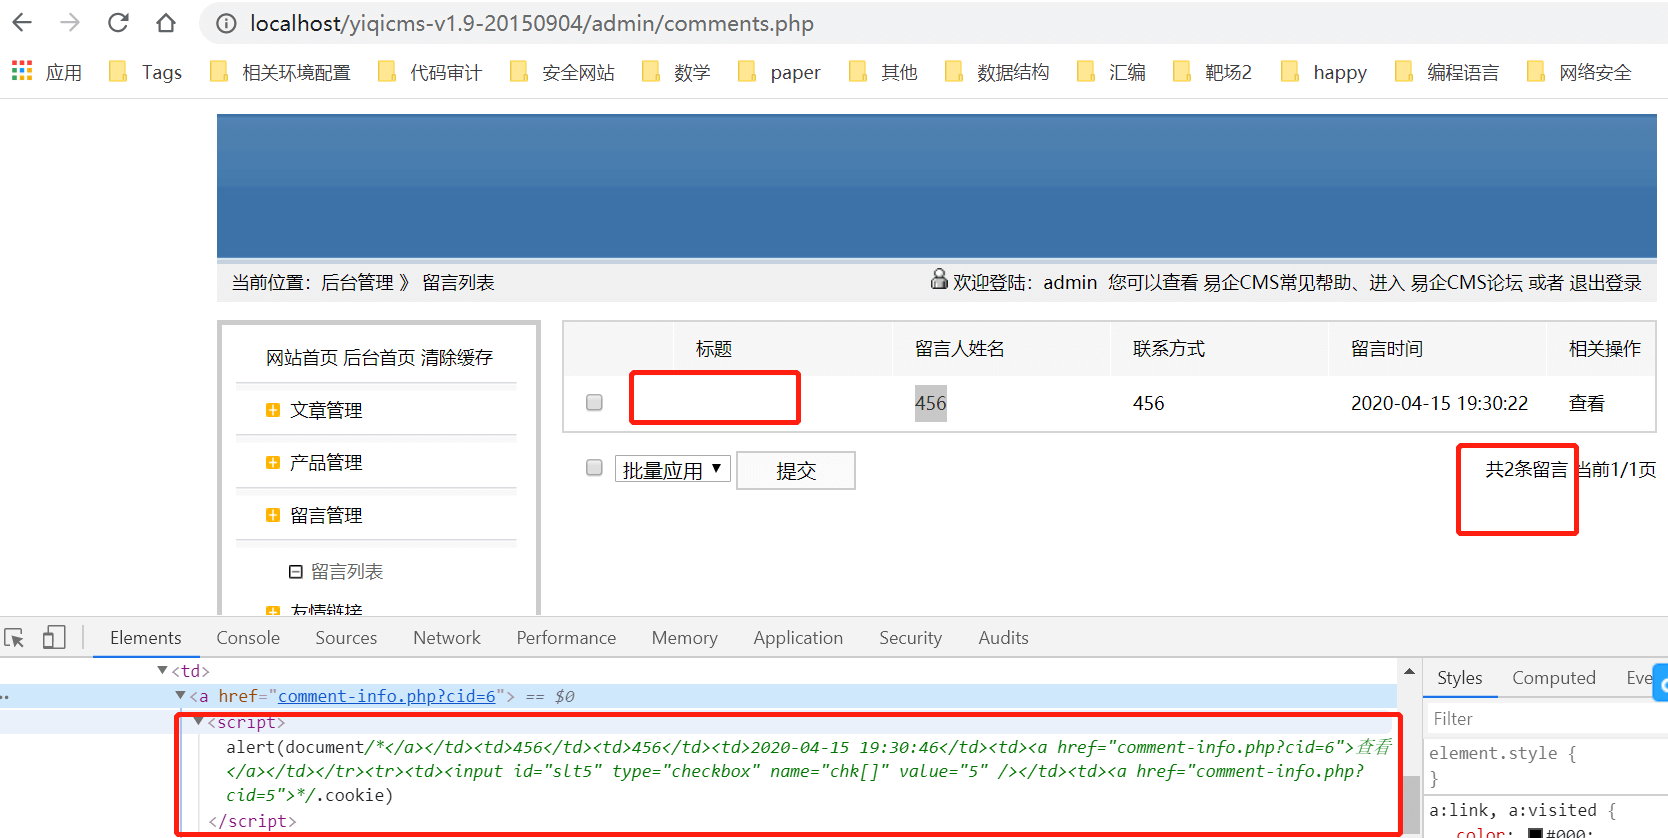 localhost/yiqicms-v1.9-20150904/admin/comments.php
应用 Tags 相关环境配置 代码审计 安全网站 数学 paper 其他 数据结构 汇编 靶场2 happy 编程语言 网络安全
当前位置：后台管理 》 留言列表
欢迎登陆：admin 您可以查看 易企CMS常见帮助、进入 易企CMS论坛 或者 退出登录
网站首页 后台首页 清除缓存
文章管理
产品管理
留言管理
留言列表
友情链接
标题 留言人姓名 联系方式 留言时间 相关操作
456 456 2020-04-15 19:30:22 查看
批量应用 提交 共2条留言 当前1/1页
Elements Console Sources Network Performance Memory Application Security Audits
<td>
<a href="comment-info.php?cid=6"> == $0
<script>
alert(document/*</a></td><td>456</td><td>456</td><td>2020-04-15 19:30:46</td><td><a href="comment-info.php?cid=6">查看
</a></td></tr><tr><td><input id="slt5" type="checkbox" name="chk[]" value="5" /></td><td><a href="comment-info.php?
cid=5">*/.cookie)
</script>
Styles Computed Eve
Filter
element.style {
}
a:link, a:visited {
color: #000;